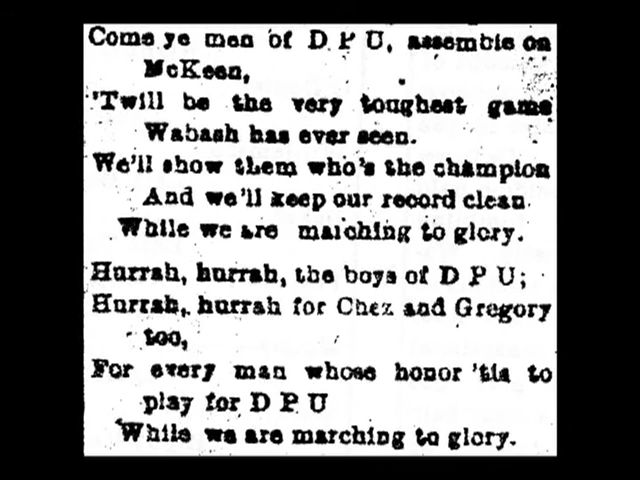 Come ye men of D P U, assemble on
McKeen,
'Twill be the very toughest game
Wabash has ever seen.
We'll show them who's the champion
And we'll keep our record clean
While we are marching to glory.
Hurrah, hurrah, the boys of D P U;
Hurrah, hurrah for Chez and Gregory
too,
For every man whose honor 'tis to
play for D P U
While we are marching to glory.